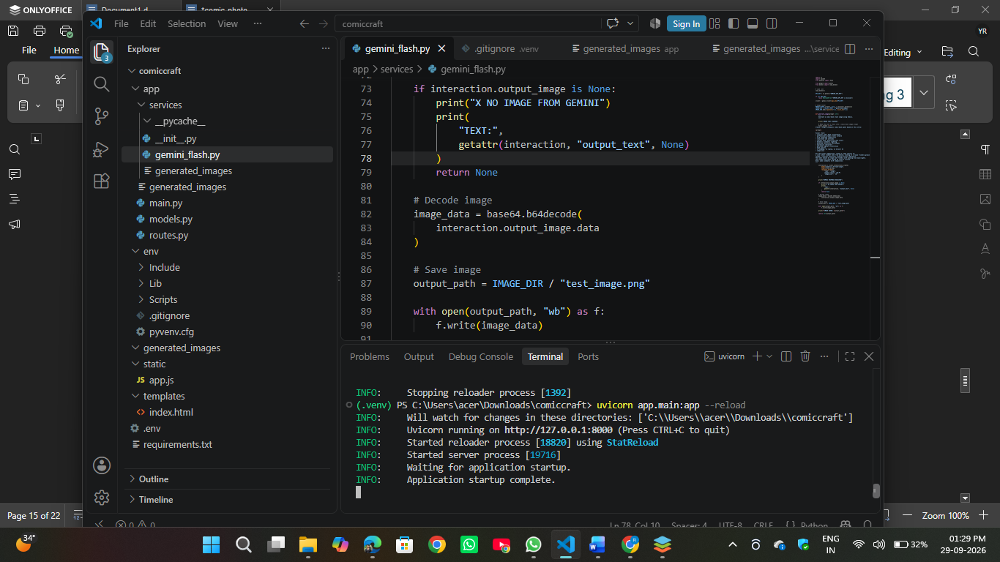 ONLYOFFICE
Document1.d
*comic_photo
YR
File
Home
Editing
ng 3
Page 15 of 22
Zoom 100%
File Edit Selection View ···
comiccraft
Sign In
Explorer
3
comiccraft
app
services
__pycache__
__init__.py
gemini_flash.py
generated_images
generated_images
main.py
models.py
routes.py
env
Include
Lib
Scripts
.gitignore
pyvenv.cfg
generated_images
static
JS app.js
templates
index.html
.env
requirements.txt
Outline
Timeline
gemini_flash.py
.gitignore .venv
generated_images app
generated_images ...\service
app > services > gemini_flash.py
73 if interaction.output_image is None:
74 print("X NO IMAGE FROM GEMINI")
75 print(
76 "TEXT:",
77 getattr(interaction, "output_text", None)
78 )
79 return None
80
81 # Decode image
82 image_data = base64.b64decode(
83 interaction.output_image.data
84 )
85
86 # Save image
87 output_path = IMAGE_DIR / "test_image.png"
88
89 with open(output_path, "wb") as f:
90 f.write(image_data)
91
Problems Output Debug Console Terminal Ports
uvicorn
INFO: Stopping reloader process [1392]
(.venv) PS C:\Users\acer\Downloads\comiccraft> uvicorn app.main:app --reload
INFO: Will watch for changes in these directories: ['C:\\Users\\acer\\Downloads\\comiccraft']
INFO: Uvicorn running on http://127.0.0.1:8000 (Press CTRL+C to quit)
INFO: Started reloader process [18820] using StatReload
INFO: Started server process [19716]
INFO: Waiting for application startup.
INFO: Application startup complete.
0 0
Ln 78, Col 10 Spaces: 4 UTF-8 CRLF {} Python
34°
ENG
IN
32%
01:29 PM
29-09-2026